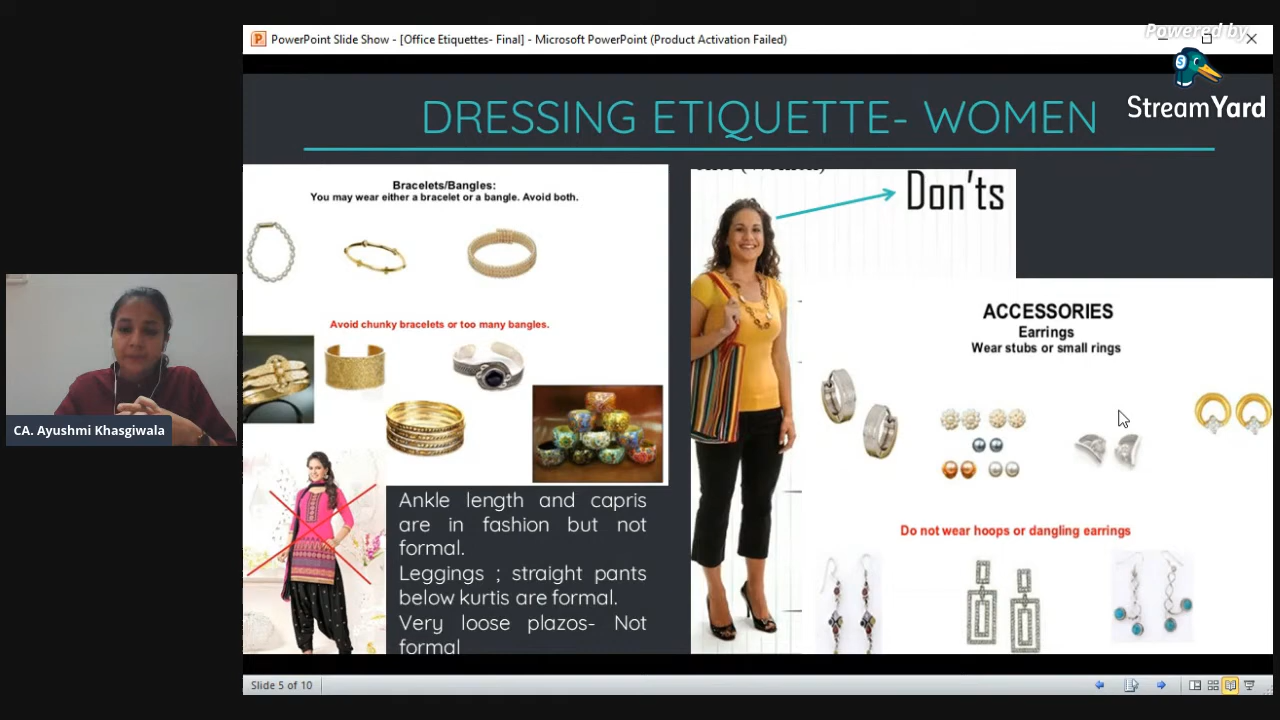 PowerPoint Slide Show - [Office Etiquettes- Final] - Microsoft PowerPoint (Product Activation Failed)
Powered by
StreamYard
DRESSING ETIQUETTE- WOMEN
Bracelets/Bangles:
You may wear either a bracelet or a bangle. Avoid both.
Avoid chunky bracelets or too many bangles.
Ankle length and capris
are in fashion but not
formal.
Leggings ; straight pants
below kurtis are formal.
Very loose plazos- Not
formal
Don'ts
ACCESSORIES
Earrings
Wear stubs or small rings
Do not wear hoops or dangling earrings
CA. Ayushmi Khasgiwala
Slide 5 of 10